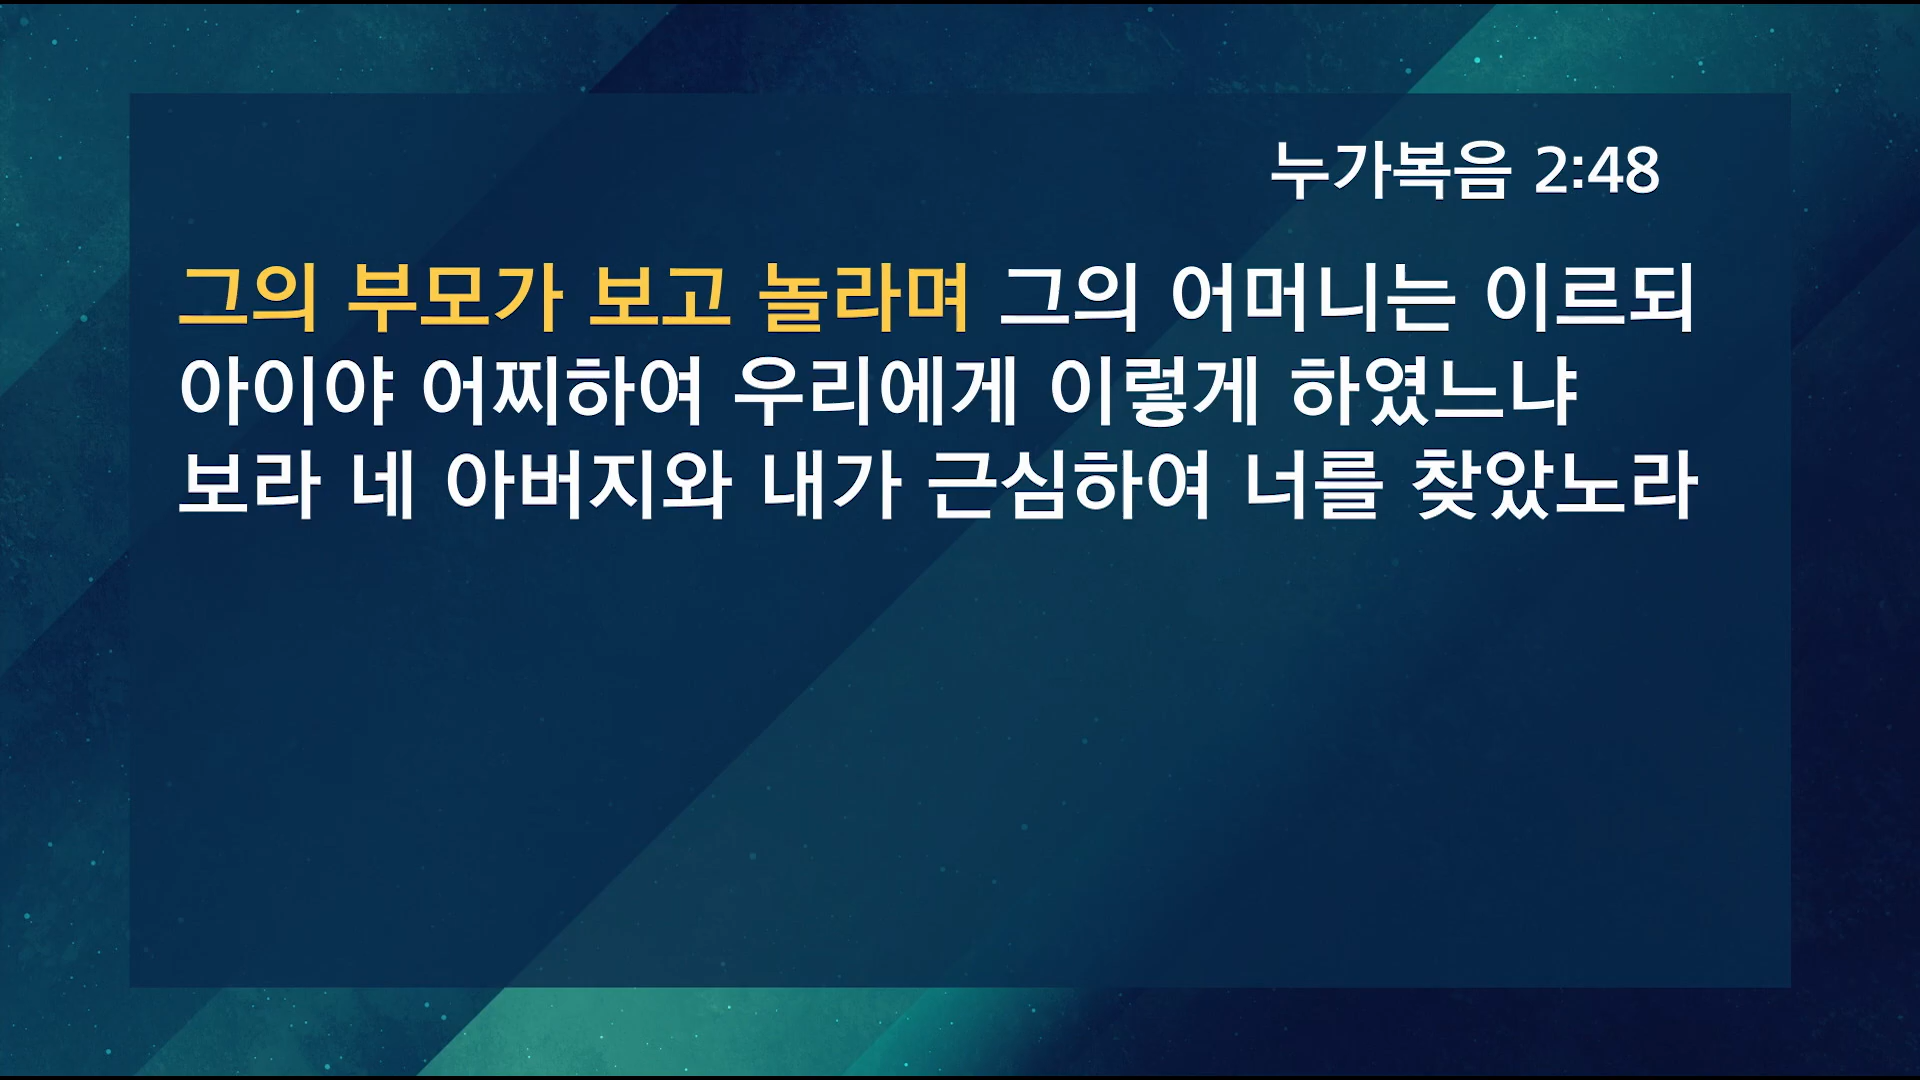 누가복음 2:48
그의 부모가 보고 놀라며 그의 어머니는 이르되
아이야 어찌하여 우리에게 이렇게 하였느냐
보라 네 아버지와 내가 근심하여 너를 찾았노라